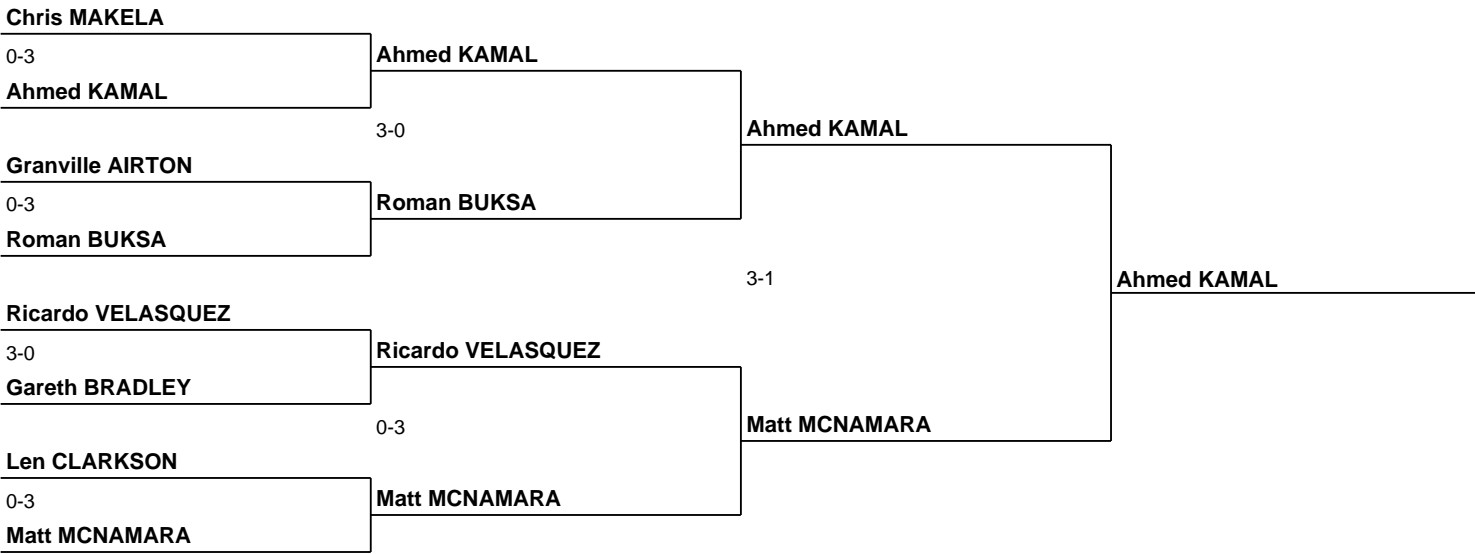 Chris MAKELA
0-3
Ahmed KAMAL
Ahmed KAMAL
3-0
Ahmed KAMAL
Granville AIRTON
0-3
Roman BUKSA
Roman BUKSA
3-1
Ahmed KAMAL
Ricardo VELASQUEZ
3-0
Ricardo VELASQUEZ
Gareth BRADLEY
0-3
Matt MCNAMARA
Len CLARKSON
0-3
Matt MCNAMARA
Matt MCNAMARA